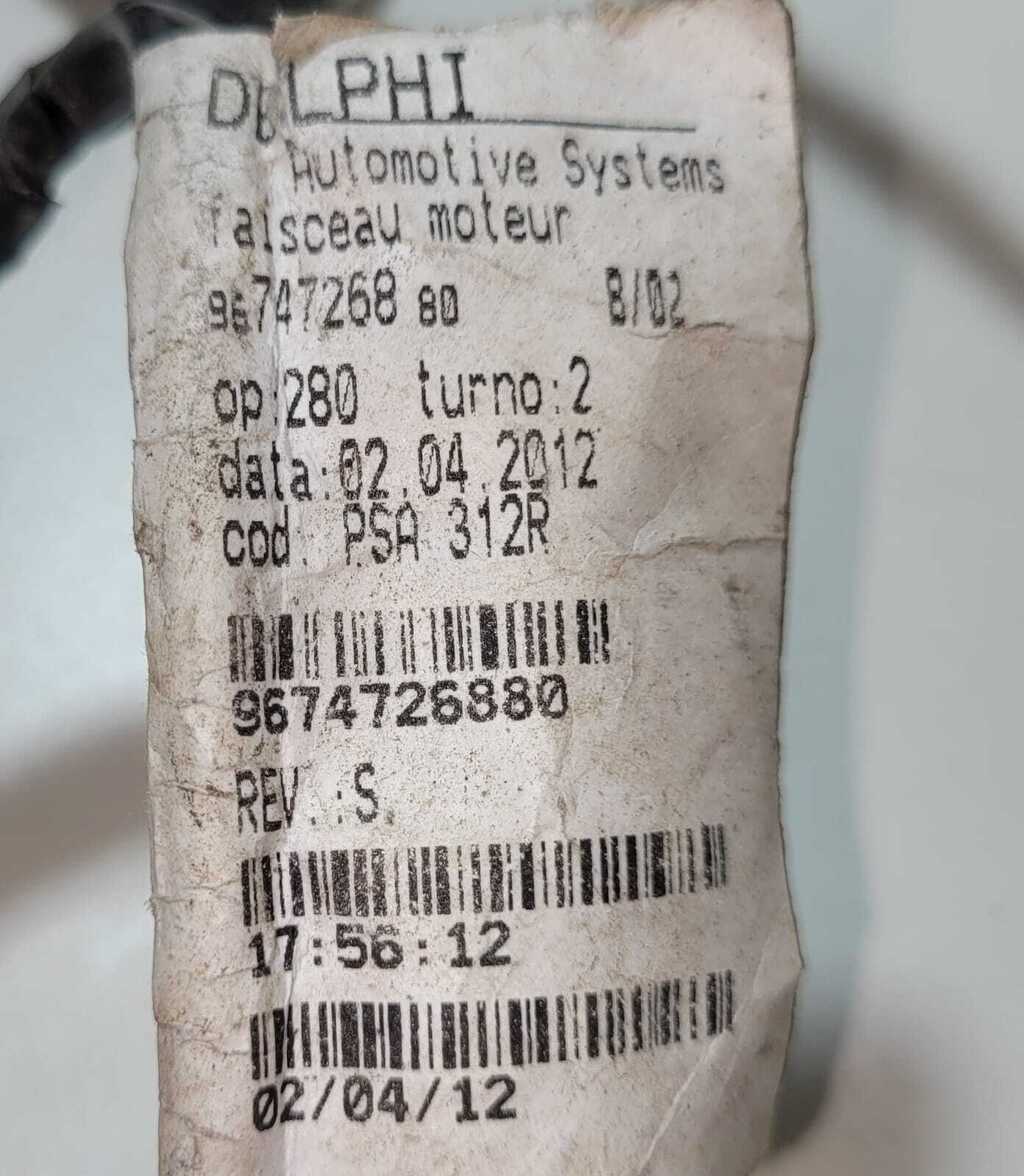 DELPHI
Automotive Systems
faisceau moteur
96747268 80 B/02
op:280 turno:2
data:02.04.2012
cod. PSA 312R
9674726880
REV.:S.
17:56:12
02/04/12